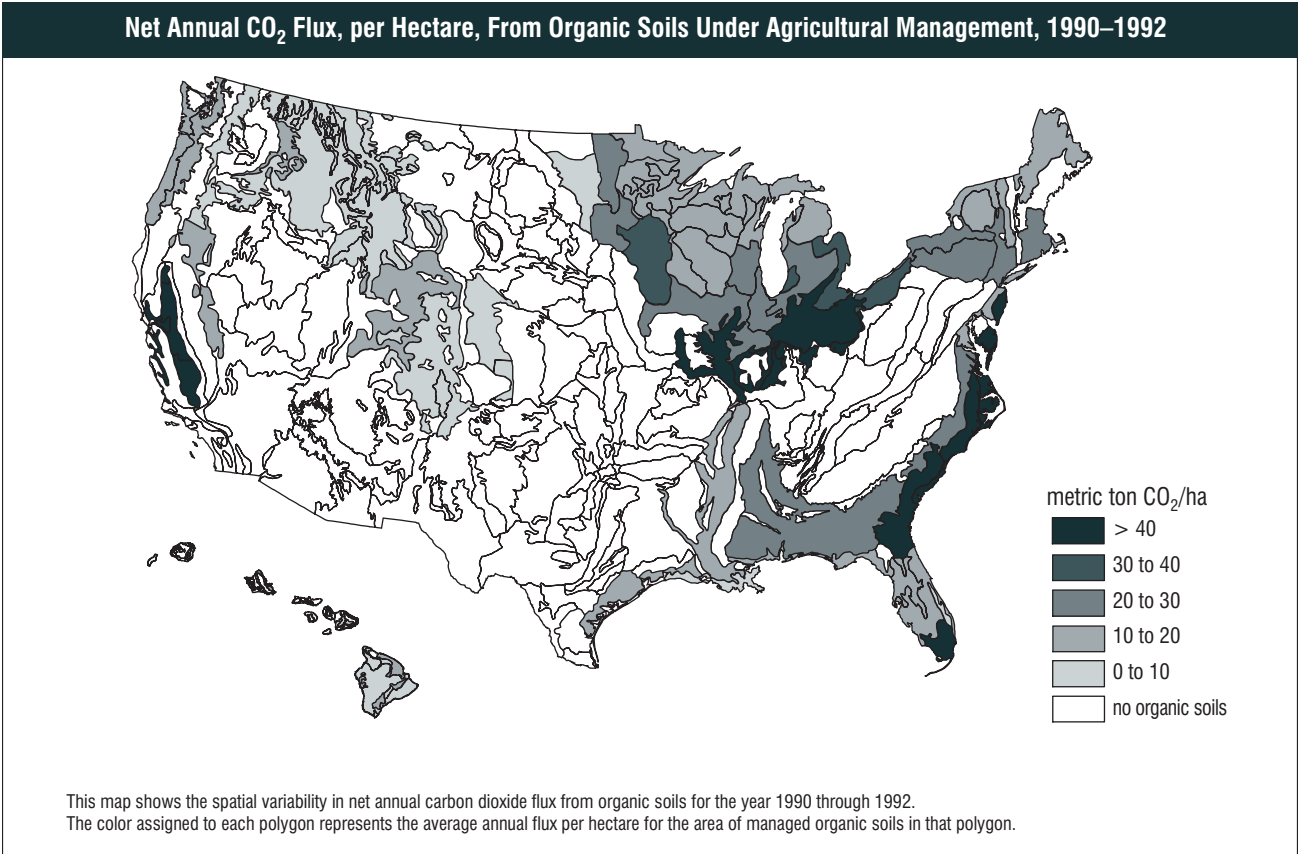 Net Annual CO₂ Flux, per Hectare, From Organic Soils Under Agricultural Management, 1990–1992
metric ton CO₂/ha
> 40
30 to 40
20 to 30
10 to 20
0 to 10
no organic soils
This map shows the spatial variability in net annual carbon dioxide flux from organic soils for the year 1990 through 1992.
The color assigned to each polygon represents the average annual flux per hectare for the area of managed organic soils in that polygon.